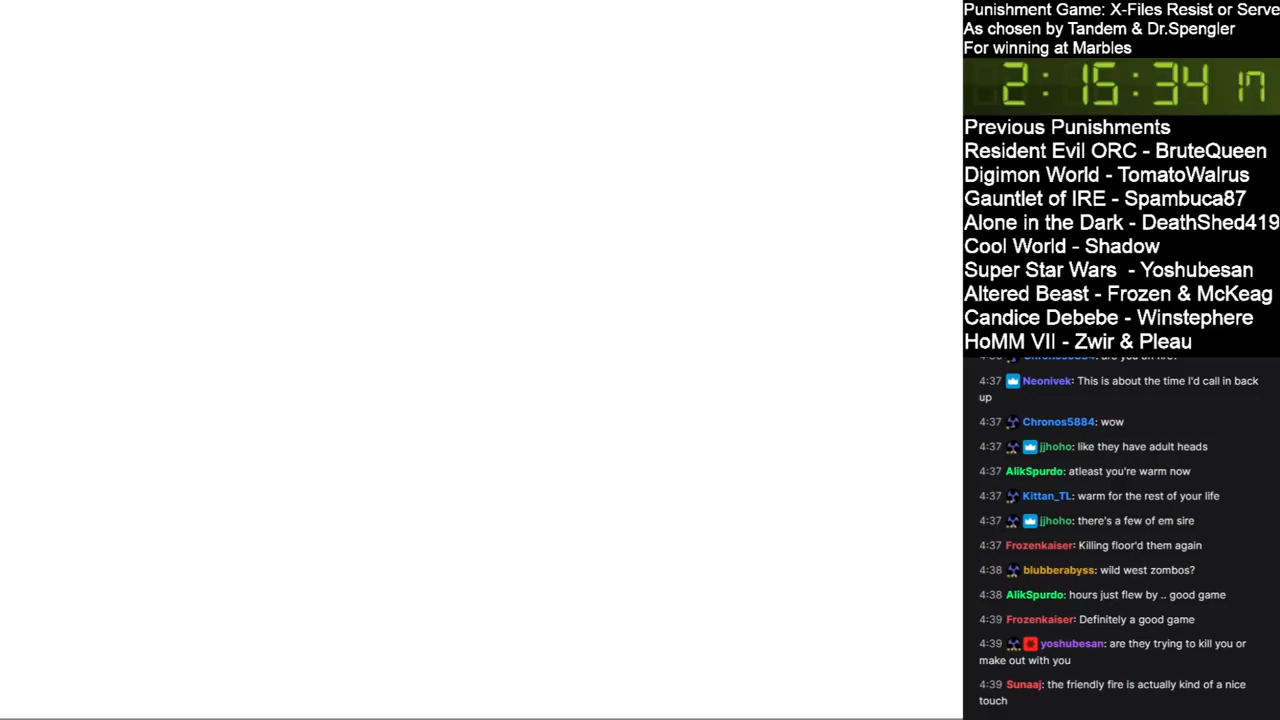 Punishment Game: X-Files Resist or Serve
As chosen by Tandem & Dr.Spengler
For winning at Marbles
2:15:34 17
Previous Punishments
Resident Evil ORC - BruteQueen
Digimon World - TomatoWalrus
Gauntlet of IRE - Spambuca87
Alone in the Dark - DeathShed419
Cool World - Shadow
Super Star Wars  - Yoshubesan
Altered Beast - Frozen & McKeag
Candice Debebe - Winstephere
HoMM VII - Zwir & Pleau
4:37 Neonivek: This is about the time I'd call in back
up
4:37 Chronos5884: wow
4:37 jjhoho: like they have adult heads
4:37 AlikSpurdo: atleast you're warm now
4:37 Kittan_TL: warm for the rest of your life
4:37 jjhoho: there's a few of em sire
4:37 Frozenkaiser: Killing floor'd them again
4:38 blubberabyss: wild west zombos?
4:38 AlikSpurdo: hours just flew by .. good game
4:39 Frozenkaiser: Definitely a good game
4:39 yoshubesan: are they trying to kill you or
make out with you
4:39 Sunaaj: the friendly fire is actually kind of a nice
touch